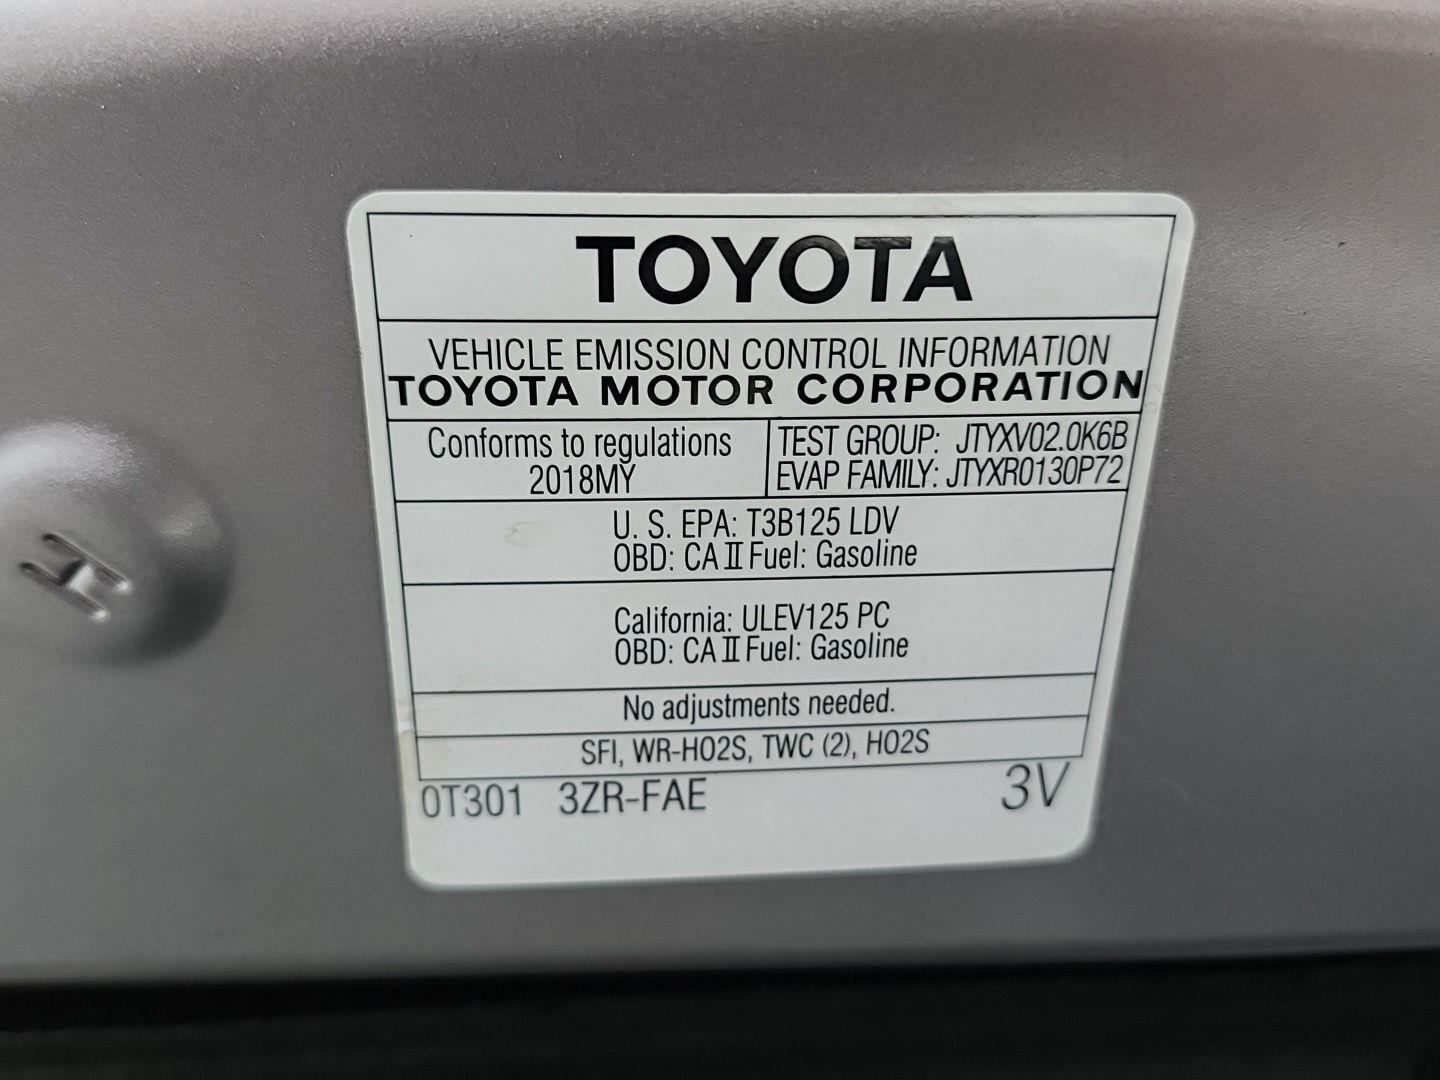 TOYOTA
VEHICLE EMISSION CONTROL INFORMATION
TOYOTA MOTOR CORPORATION
Conforms to regulations
2018MY
TEST GROUP: JTYXV02.0K6B
EVAP FAMILY: JTYXR0130P72
U. S. EPA: T3B125 LDV
OBD: CA II Fuel: Gasoline
California: ULEV125 PC
OBD: CA II Fuel: Gasoline
No adjustments needed.
SFI, WR-HO2S, TWC (2), HO2S
0T301 3ZR-FAE 3V
H